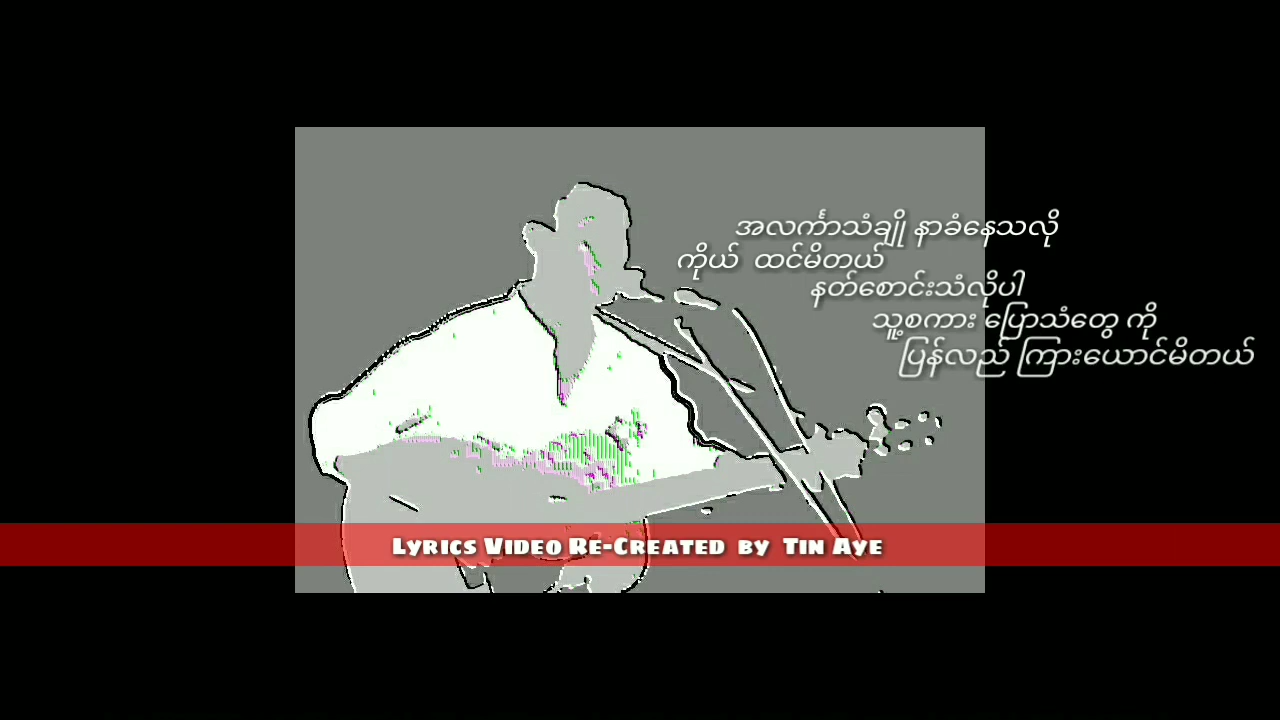 အလင်္ကာသံချို နာခံနေသလို
ကိုယ် ထင်မိတယ်
နတ်စောင်းသံလိုပါ
သူ့စကား ပြောသံတွေ ကို
ပြန်လည် ကြားယောင်မိတယ်
Lyrics Video Re-Created by Tin Aye